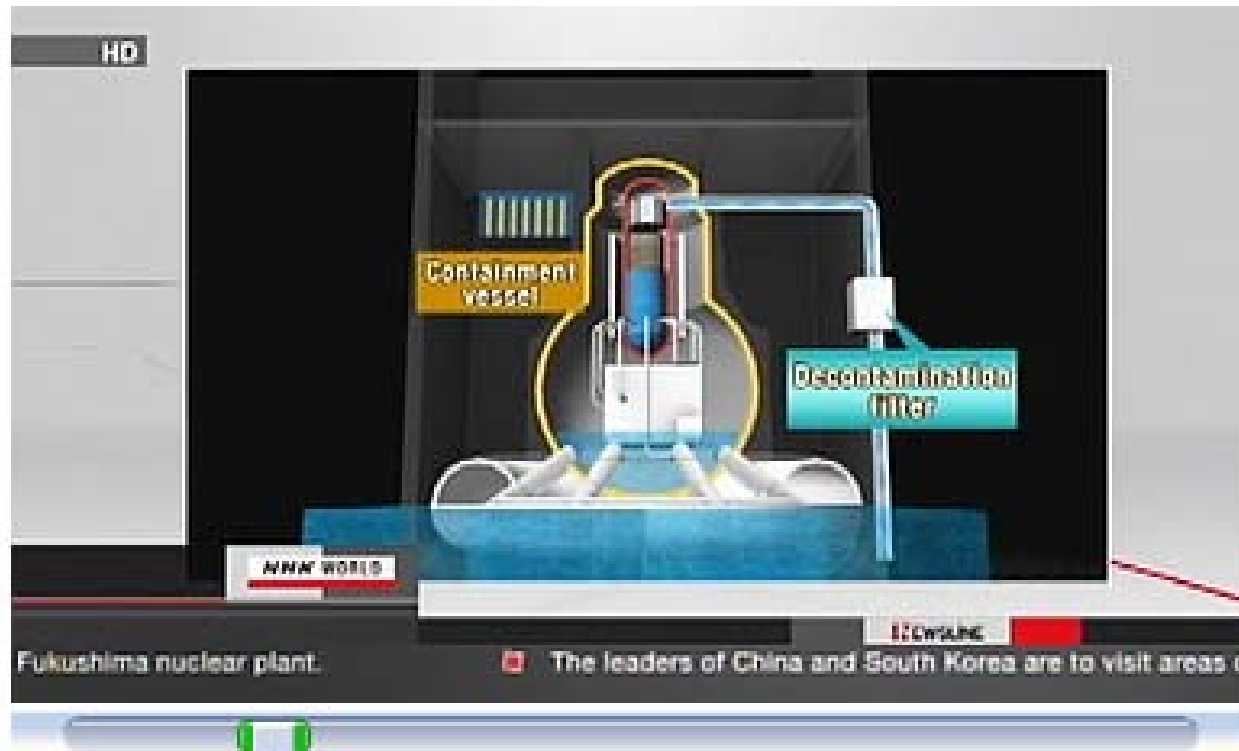 HD
Containment
vessel
Decontamination
filter
NHK WORLD
NEWSLINE
Fukushima nuclear plant.
The leaders of China and South Korea are to visit areas